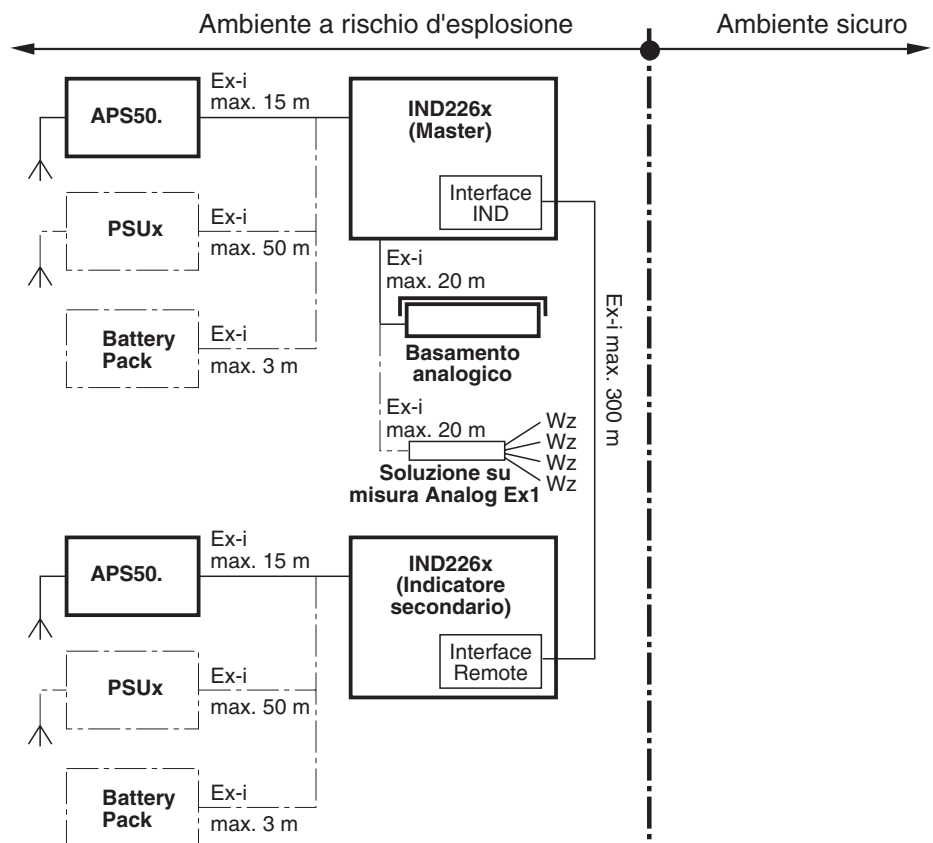 Ambiente a rischio d'esplosione
Ambiente sicuro
APS50.
Ex-i
max. 15 m
IND226x
(Master)
Interface
IND
PSUx
Ex-i
max. 50 m
Battery
Pack
Ex-i
max. 3 m
Ex-i
max. 20 m
Basamento
analogico
Ex-i
max. 20 m
Wz
Wz
Wz
Wz
Soluzione su
misura Analog Ex1
Ex-i max. 300 m
APS50.
Ex-i
max. 15 m
IND226x
(Indicatore
secondario)
Interface
Remote
PSUx
Ex-i
max. 50 m
Battery
Pack
Ex-i
max. 3 m